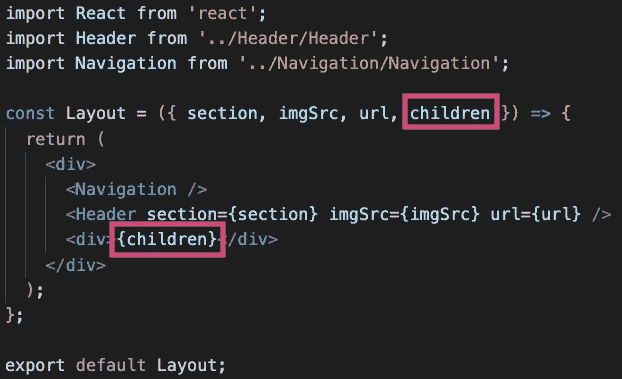 import React from 'react';
import Header from '../Header/Header';
import Navigation from '../Navigation/Navigation';
const Layout = ({ section, imgSrc, url, children }) => {
return (
<div>
<Navigation />
<Header section={section} imgSrc={imgSrc} url={url} />
<div>{children}</div>
</div>
);
};
export default Layout;